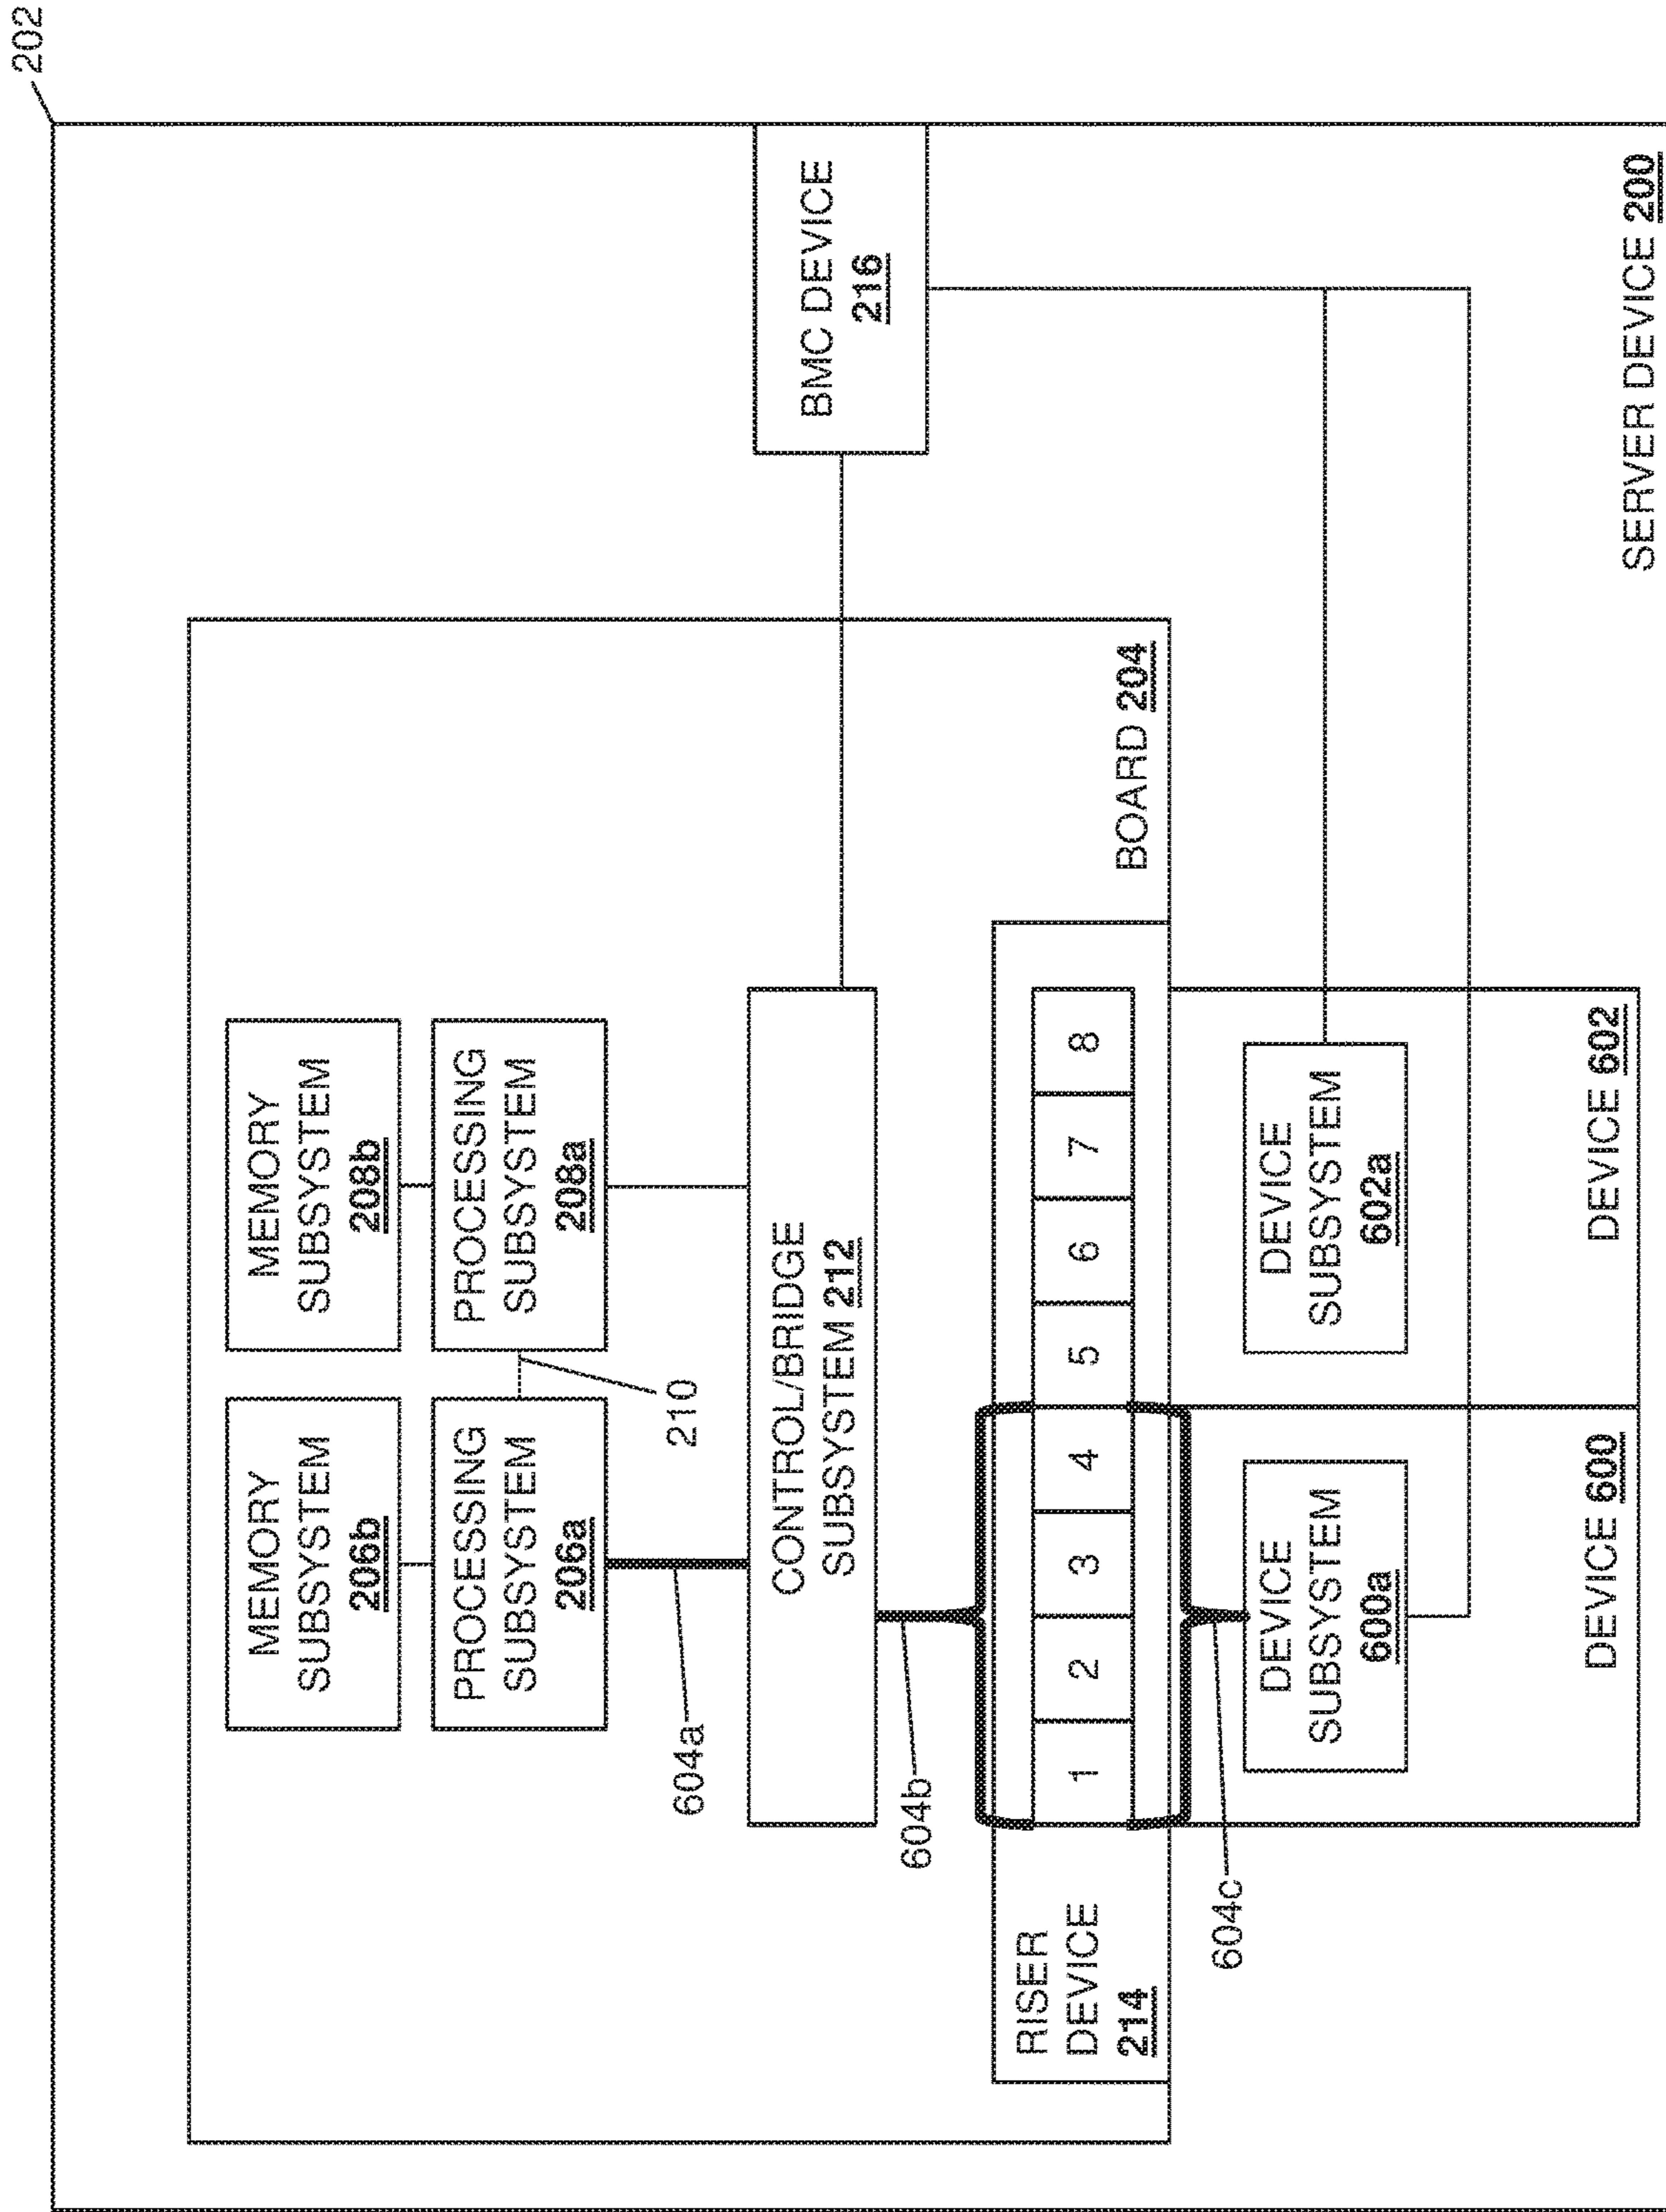 202
MEMORY
SUBSYSTEM
206b
MEMORY
SUBSYSTEM
208b
PROCESSING
SUBSYSTEM
206a
PROCESSING
SUBSYSTEM
208a
210
604a
CONTROL/BRIDGE
SUBSYSTEM 212
BMC DEVICE
216
604b
RISER
DEVICE
214
1 2 3 4 5 6 7 8
BOARD 204
604c
DEVICE
SUBSYSTEM
600a
DEVICE
SUBSYSTEM
602a
DEVICE 600
DEVICE 602
SERVER DEVICE 200